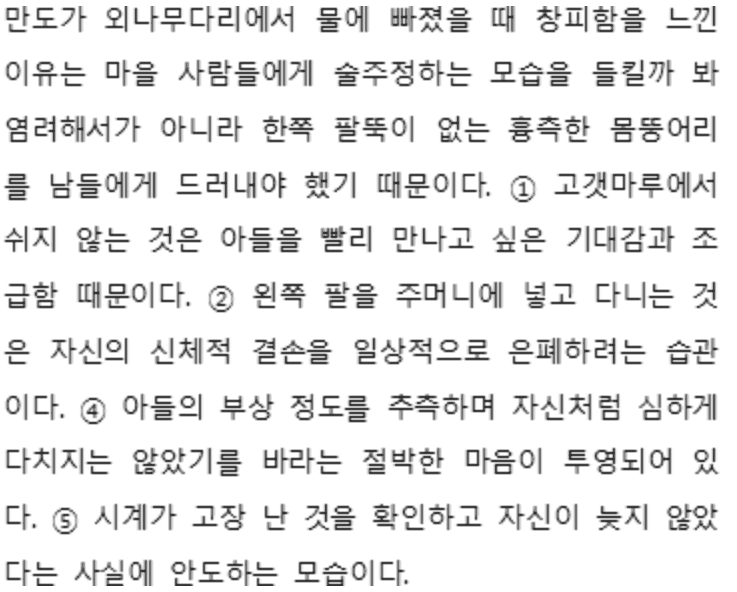 만도가 외나무다리에서 물에 빠졌을 때 창피함을 느낀
이유는 마을 사람들에게 술주정하는 모습을 들킬까 봐
염려해서가 아니라 한쪽 팔뚝이 없는 흉측한 몸뚱어리
를 남들에게 드러내야 했기 때문이다. ① 고갯마루에서
쉬지 않는 것은 아들을 빨리 만나고 싶은 기대감과 조
급함 때문이다. ② 왼쪽 팔을 주머니에 넣고 다니는 것
은 자신의 신체적 결손을 일상적으로 은폐하려는 습관
이다. ④ 아들의 부상 정도를 추측하며 자신처럼 심하게
다치지는 않았기를 바라는 절박한 마음이 투영되어 있
다. ⑤ 시계가 고장 난 것을 확인하고 자신이 늦지 않았
다는 사실에 안도하는 모습이다.